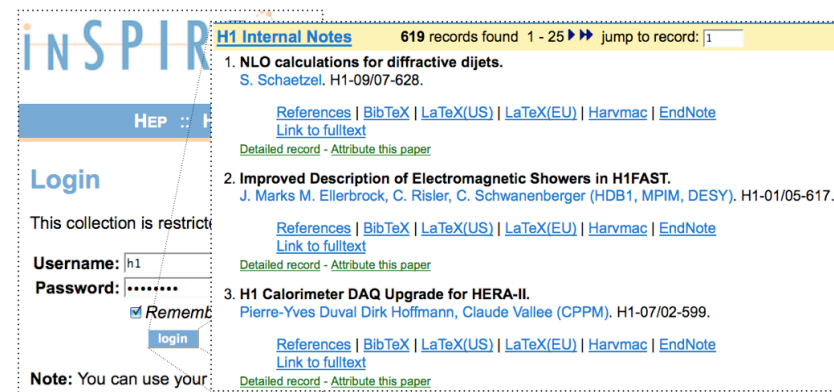 inSPIR
HEP :: H
Login
This collection is restricte
Username: h1
Password: ••••••••
Rememb
login
Note: You can use your
H1 Internal Notes 619 records found 1 - 25 jump to record: 1
1. NLO calculations for diffractive dijets.
S. Schaetzel. H1-09/07-628.
References | BibTeX | LaTeX(US) | LaTeX(EU) | Harvmac | EndNote
Link to fulltext
Detailed record - Attribute this paper
2. Improved Description of Electromagnetic Showers in H1FAST.
J. Marks M. Ellerbrock, C. Risler, C. Schwanenberger (HDB1, MPIM, DESY). H1-01/05-617.
References | BibTeX | LaTeX(US) | LaTeX(EU) | Harvmac | EndNote
Link to fulltext
Detailed record - Attribute this paper
3. H1 Calorimeter DAQ Upgrade for HERA-II.
Pierre-Yves Duval Dirk Hoffmann, Claude Vallee (CPPM). H1-07/02-599.
References | BibTeX | LaTeX(US) | LaTeX(EU) | Harvmac | EndNote
Link to fulltext
Detailed record - Attribute this paper